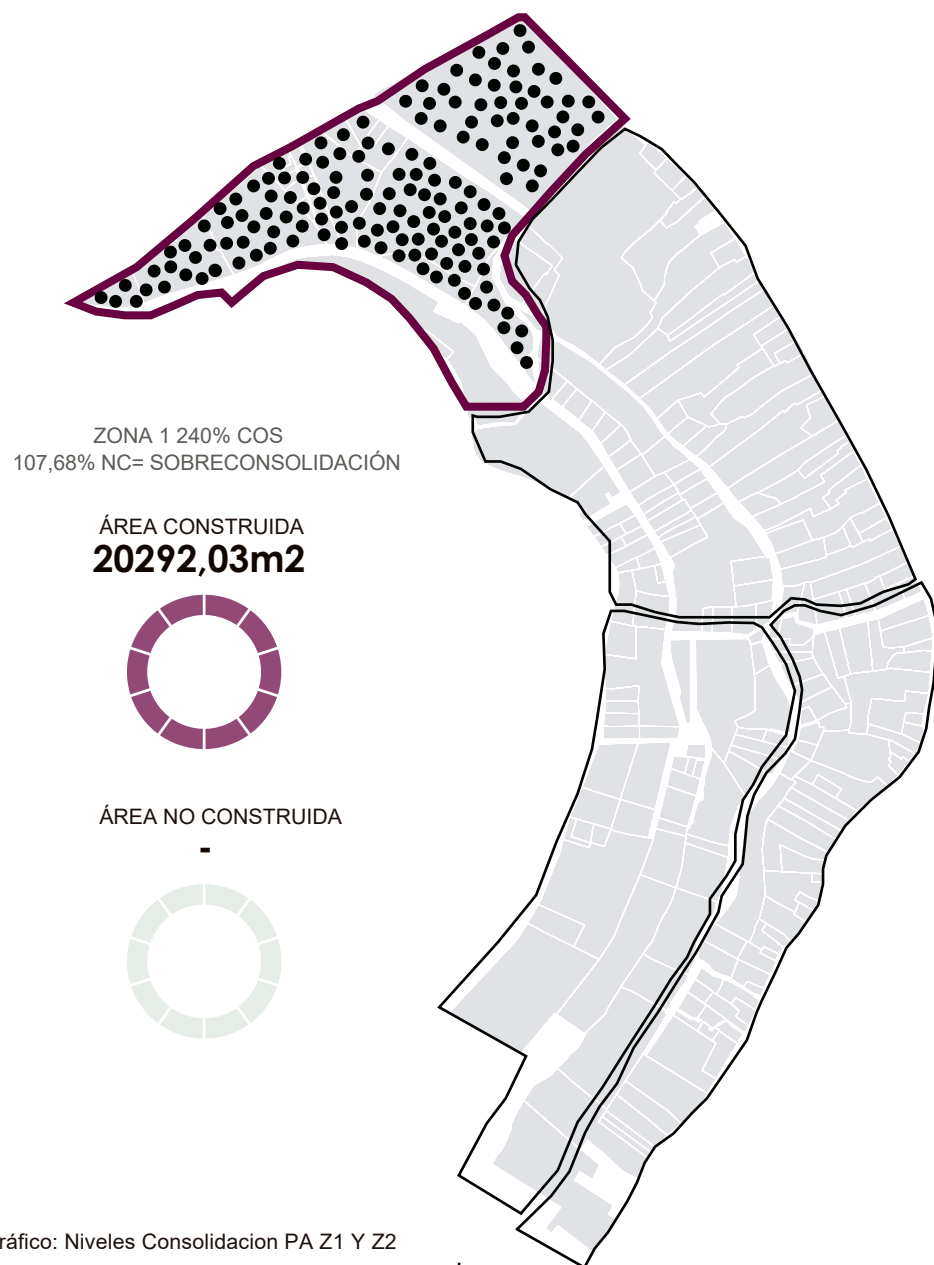 ZONA 1 240% COS
107,68% NC= SOBRECONSOLIDACIÓN
ÁREA CONSTRUIDA
20292,03m2
ÁREA NO CONSTRUIDA
-
ráfico: Niveles Consolidacion PA Z1 Y Z2